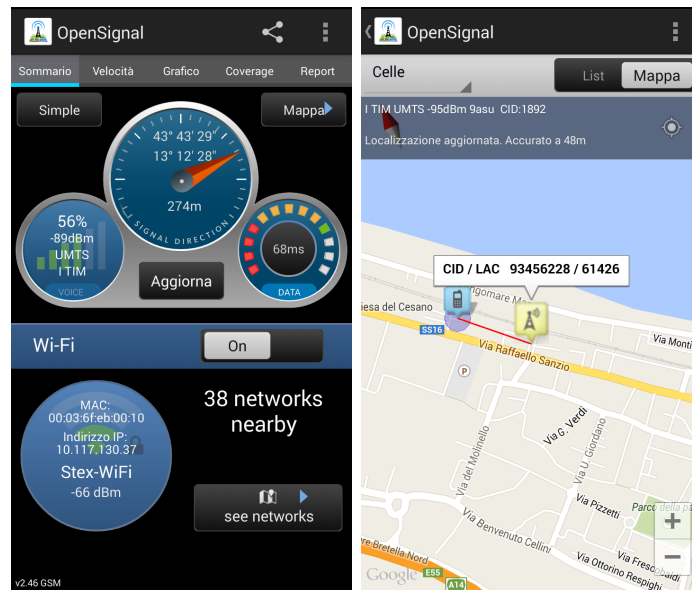 OpenSignal
Sommario Velocità Grafico Coverage Report
Simple
Mappa
43° 43' 29"
13° 12' 28"
274m
SIGNAL DIRECTION
56%
-89dBm
UMTS
I TIM
VOICE
68ms
DATA
Aggiorna
Wi-Fi
On
MAC:
00:03:6f:eb:00:10
Indirizzo IP:
10.117.130.37
Stex-WiFi
-66 dBm
38 networks
nearby
see networks
v2.46 GSM
OpenSignal
Celle
List Mappa
I TIM UMTS -95dBm 9asu CID:1892
Localizzazione aggiornata. Accurato a 48m
CID / LAC 93456228 / 61426
ngomare Ma
iesa del Cesano
SS16
Via Raffaello Sanzio
Via Monti
P
Via G. Verdi
Via del Molinello
Via U. Giordano
Via Pizzetti
Parco della pa
Via Benvenuto Cellini
Via Frescobaldi
Via Ottorino Respighi
re Bretella Nord
Google
E55
A14
+
−